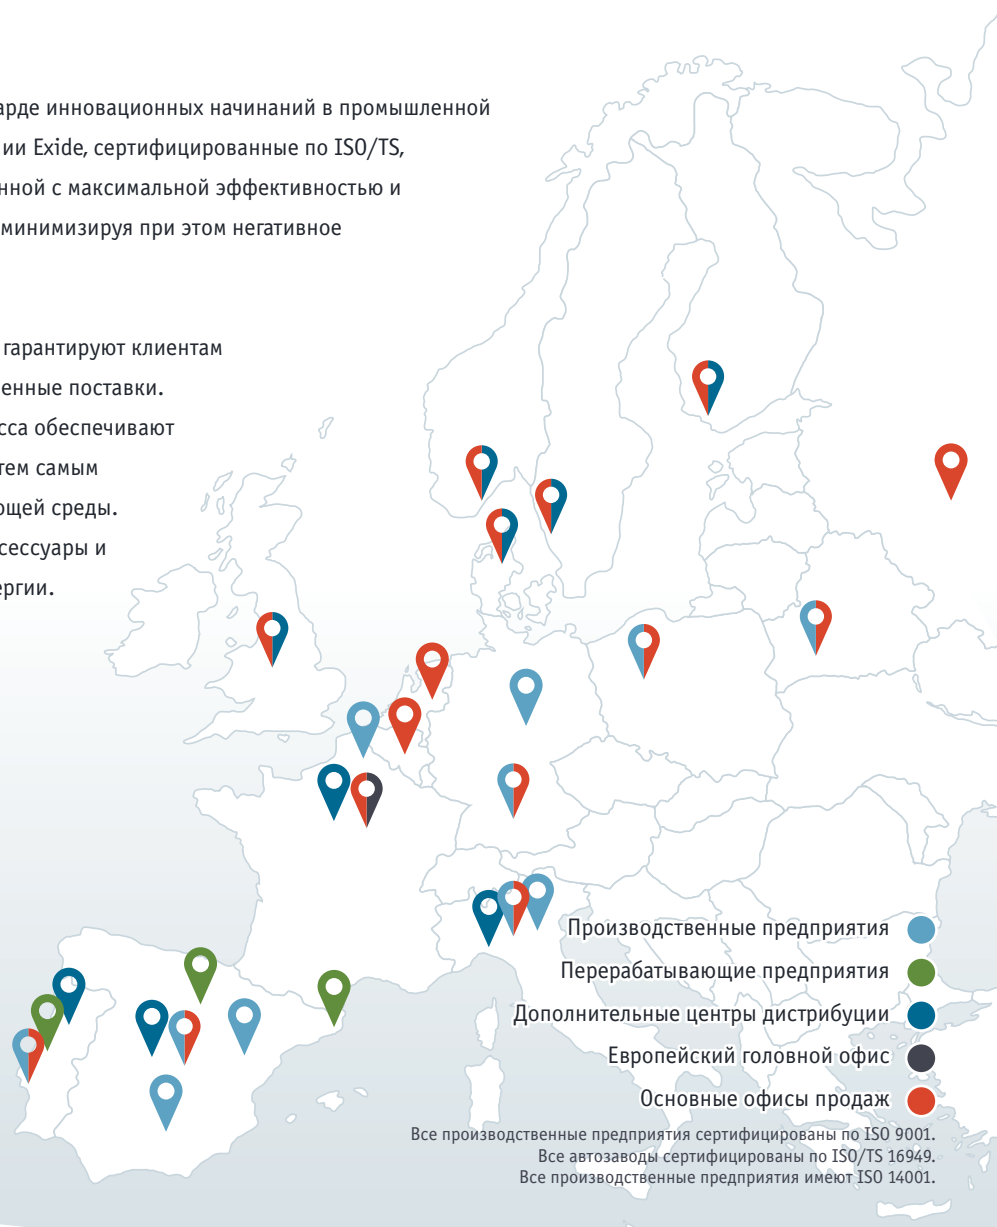 арде инновационных начинаний в промышленной
ии Exide, сертифицированные по ISO/TS,
нной с максимальной эффективностью и
минимизируя при этом негативное
гарантируют клиентам
енные поставки.
сса обеспечивают
тем самым
ющей среды.
сессуары и
ергии.
Производственные предприятия
Перерабатывающие предприятия
Дополнительные центры дистрибуции
Европейский головной офис
Основные офисы продаж
Все производственные предприятия сертифицированы по ISO 9001.
Все автозаводы сертифицированы по ISO/TS 16949.
Все производственные предприятия имеют ISO 14001.